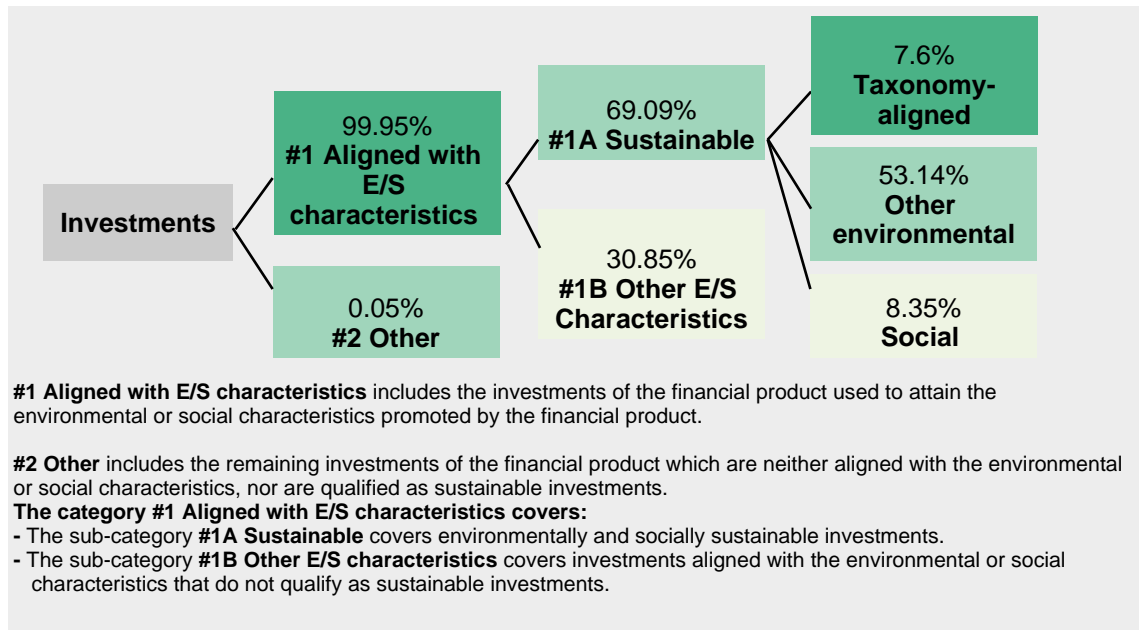 Investments
99.95%
#1 Aligned with
E/S
characteristics
0.05%
#2 Other
69.09%
#1A Sustainable
30.85%
#1B Other E/S
Characteristics
7.6%
Taxonomy-
aligned
53.14%
Other
environmental
8.35%
Social
#1 Aligned with E/S characteristics includes the investments of the financial product used to attain the
environmental or social characteristics promoted by the financial product.
#2 Other includes the remaining investments of the financial product which are neither aligned with the environmental
or social characteristics, nor are qualified as sustainable investments.
The category #1 Aligned with E/S characteristics covers:
- The sub-category #1A Sustainable covers environmentally and socially sustainable investments.
- The sub-category #1B Other E/S characteristics covers investments aligned with the environmental or social
characteristics that do not qualify as sustainable investments.